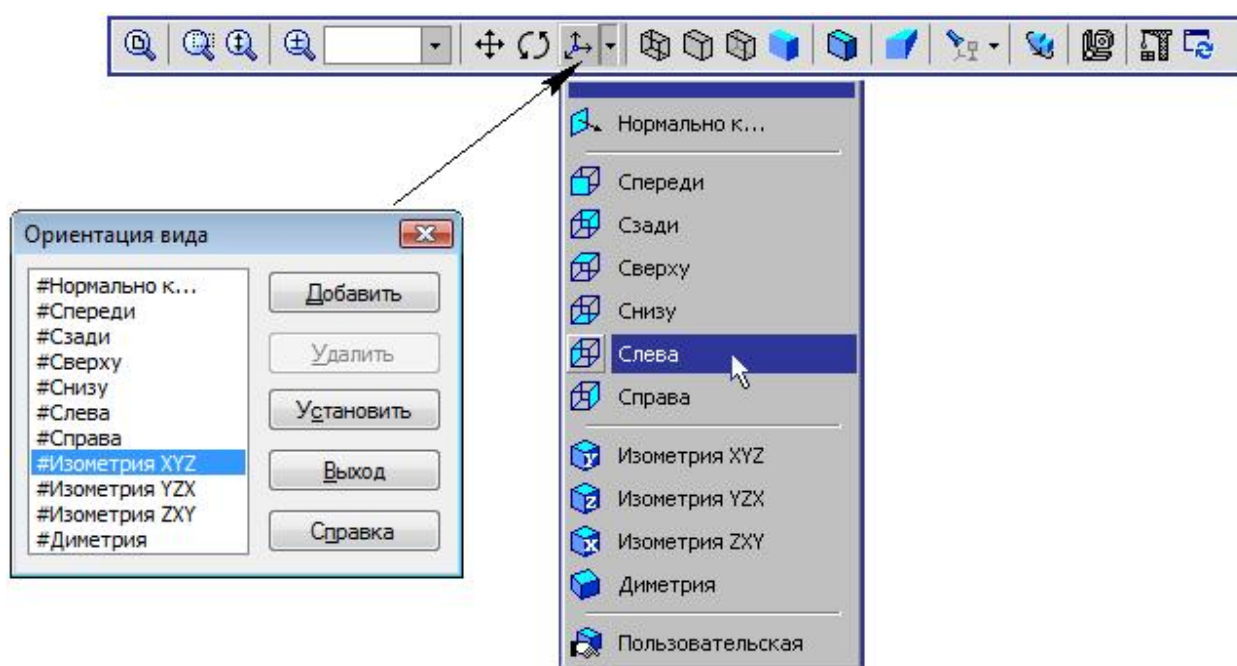 Нормально к...
Спереди
Сзади
Сверху
Снизу
Слева
Справа
Изометрия XYZ
Изометрия YZX
Изометрия ZXY
Диметрия
Пользовательская
Ориентация вида
#Нормально к...
#Спереди
#Сзади
#Сверху
#Снизу
#Слева
#Справа
#Изометрия XYZ
#Изометрия YZX
#Изометрия ZXY
#Диметрия
Добавить
Удалить
Установить
Выход
Справка